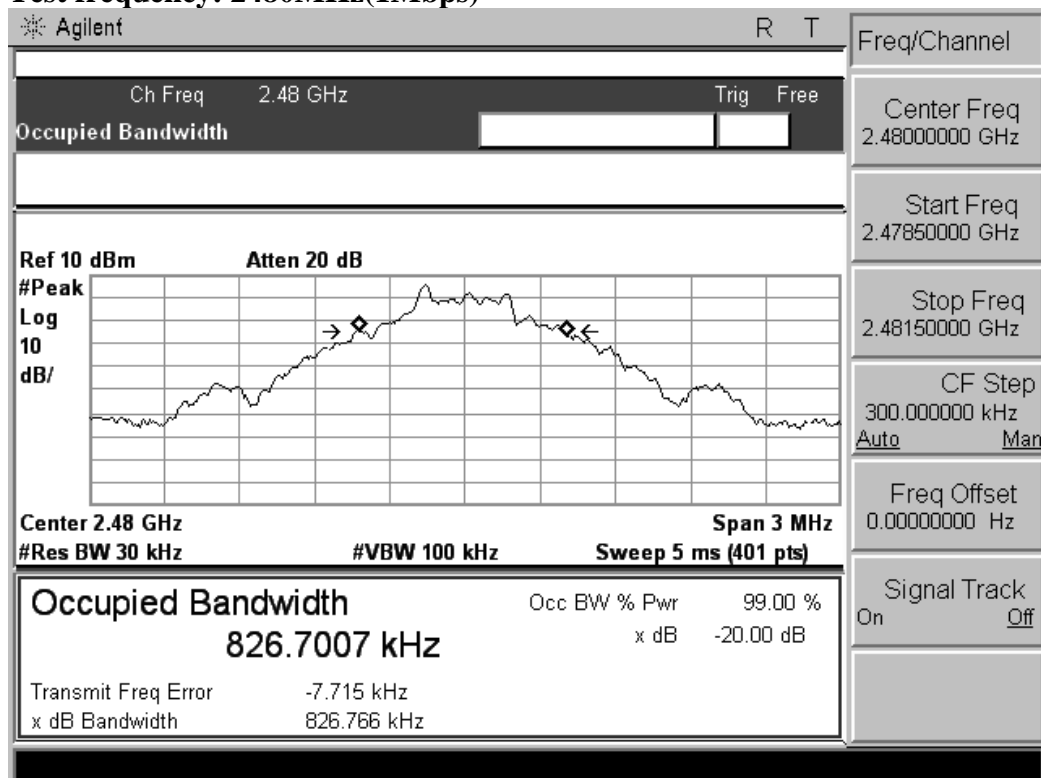 Test frequency: 2480MHz(1Mbps)
Agilent R T
Freq/Channel
Ch Freq 2.48 GHz Trig Free
Occupied Bandwidth
Center Freq
2.48000000 GHz
Start Freq
2.47850000 GHz
Stop Freq
2.48150000 GHz
CF Step
300.000000 kHz
Auto Man
Freq Offset
0.00000000 Hz
Signal Track
On Off
Ref 10 dBm Atten 20 dB
#Peak
Log
10
dB/
Center 2.48 GHz Span 3 MHz
#Res BW 30 kHz #VBW 100 kHz Sweep 5 ms (401 pts)
Occupied Bandwidth Occ BW % Pwr 99.00 %
826.7007 kHz x dB -20.00 dB
Transmit Freq Error -7.715 kHz
x dB Bandwidth 826.766 kHz